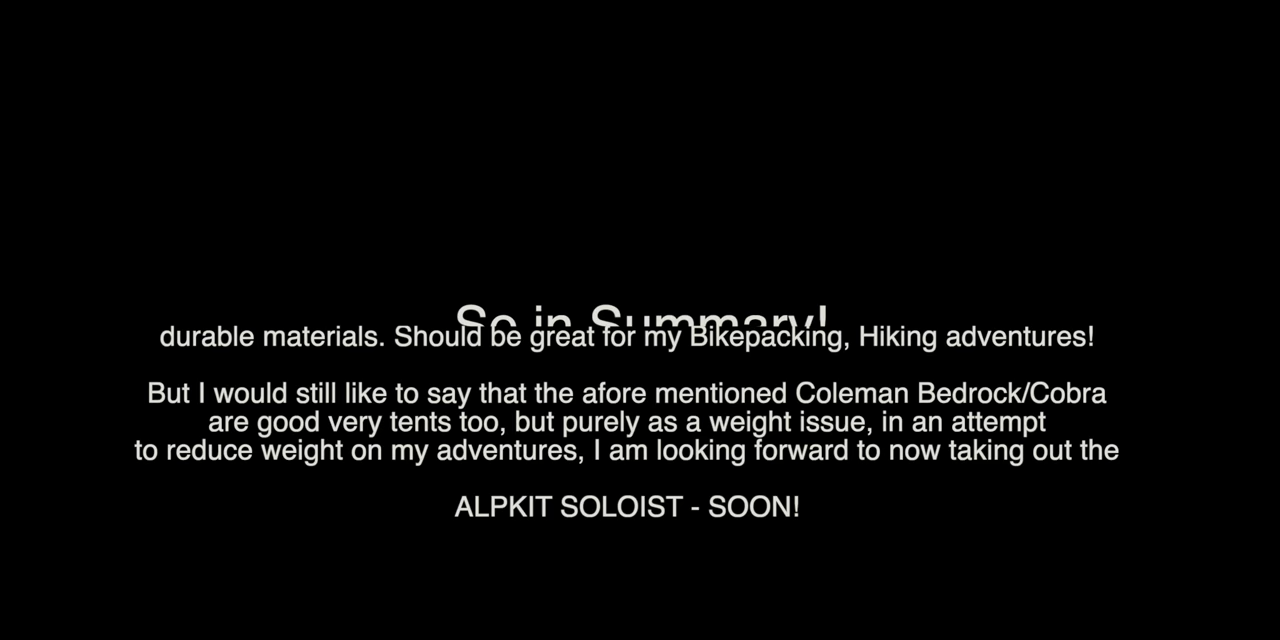 So in Summary!
durable materials. Should be great for my Bikepacking, Hiking adventures!
But I would still like to say that the afore mentioned Coleman Bedrock/Cobra
are good very tents too, but purely as a weight issue, in an attempt
to reduce weight on my adventures, I am looking forward to now taking out the
ALPKIT SOLOIST - SOON!